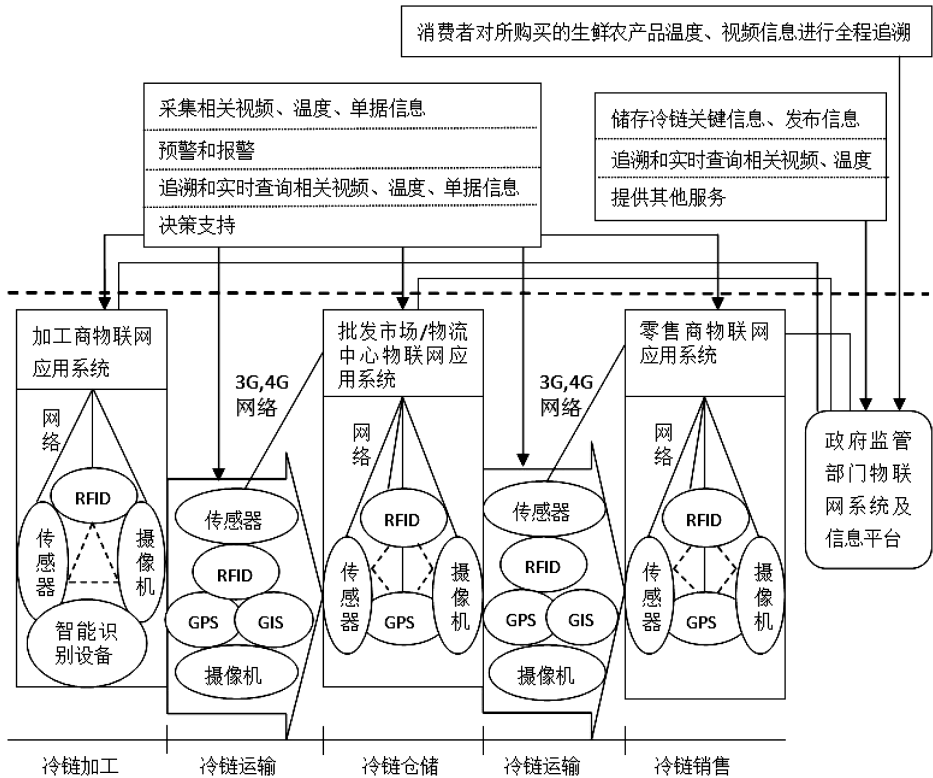 消费者对所购买的生鲜农产品温度、视频信息进行全程追溯
采集相关视频、温度、单据信息
预警和报警
追溯和实时查询相关视频、温度、单据信息
决策支持
储存冷链关键信息、发布信息
追溯和实时查询相关视频、温度
提供其他服务
加工商物联网
应用系统
网络
RFID
传感器
摄像机
智能识
别设备
3G,4G
网络
传感器
RFID
GPS
GIS
摄像机
批发市场/物流
中心物联网应
用系统
网络
RFID
传感器
摄像机
GPS
3G,4G
网络
传感器
RFID
GPS
GIS
摄像机
零售商物联网
应用系统
网络
RFID
传感器
摄像机
GPS
政府监管
部门物联
网系统及
信息平台
冷链加工
冷链运输
冷链仓储
冷链运输
冷链销售